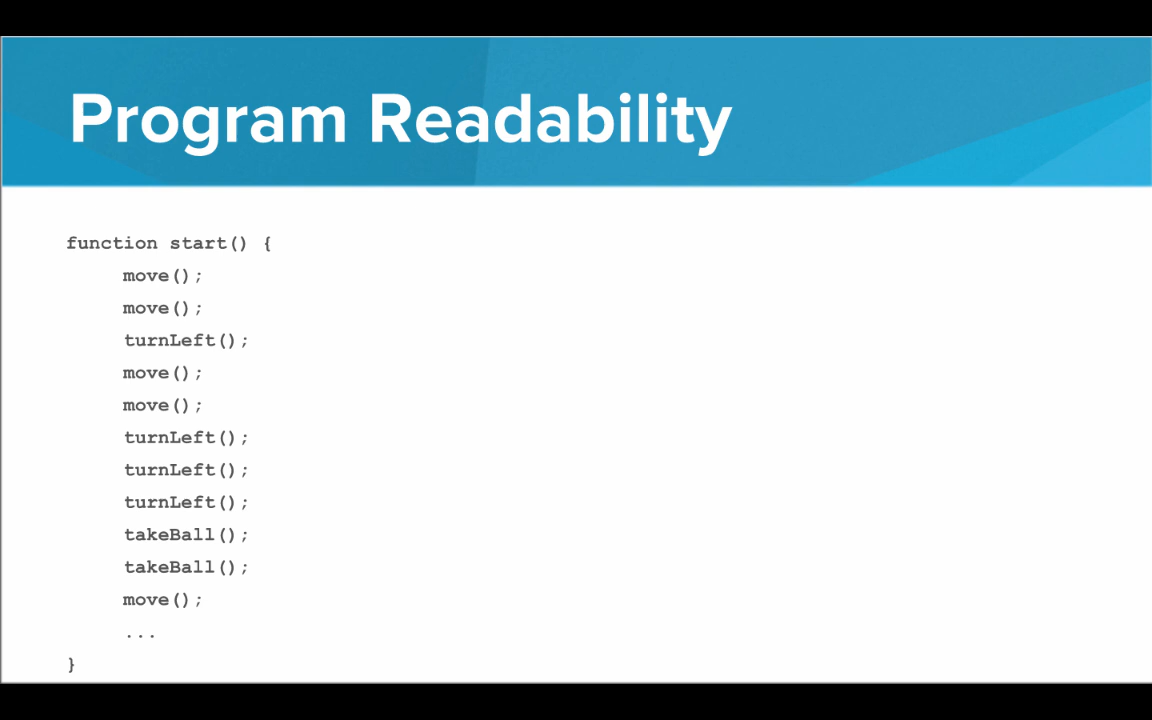 Program Readability
function start() {
move();
move();
turnLeft();
move();
move();
turnLeft();
turnLeft();
turnLeft();
takeBall();
takeBall();
move();
...
}